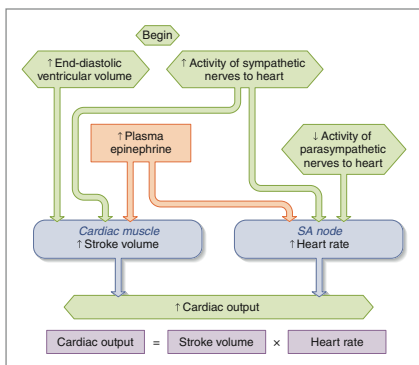 Begin
↑ End-diastolic
ventricular volume
↑ Activity of sympathetic
nerves to heart
↑ Plasma
epinephrine
↓ Activity of
parasympathetic
nerves to heart
Cardiac muscle
↑ Stroke volume
SA node
↑ Heart rate
↑ Cardiac output
Cardiac output = Stroke volume × Heart rate